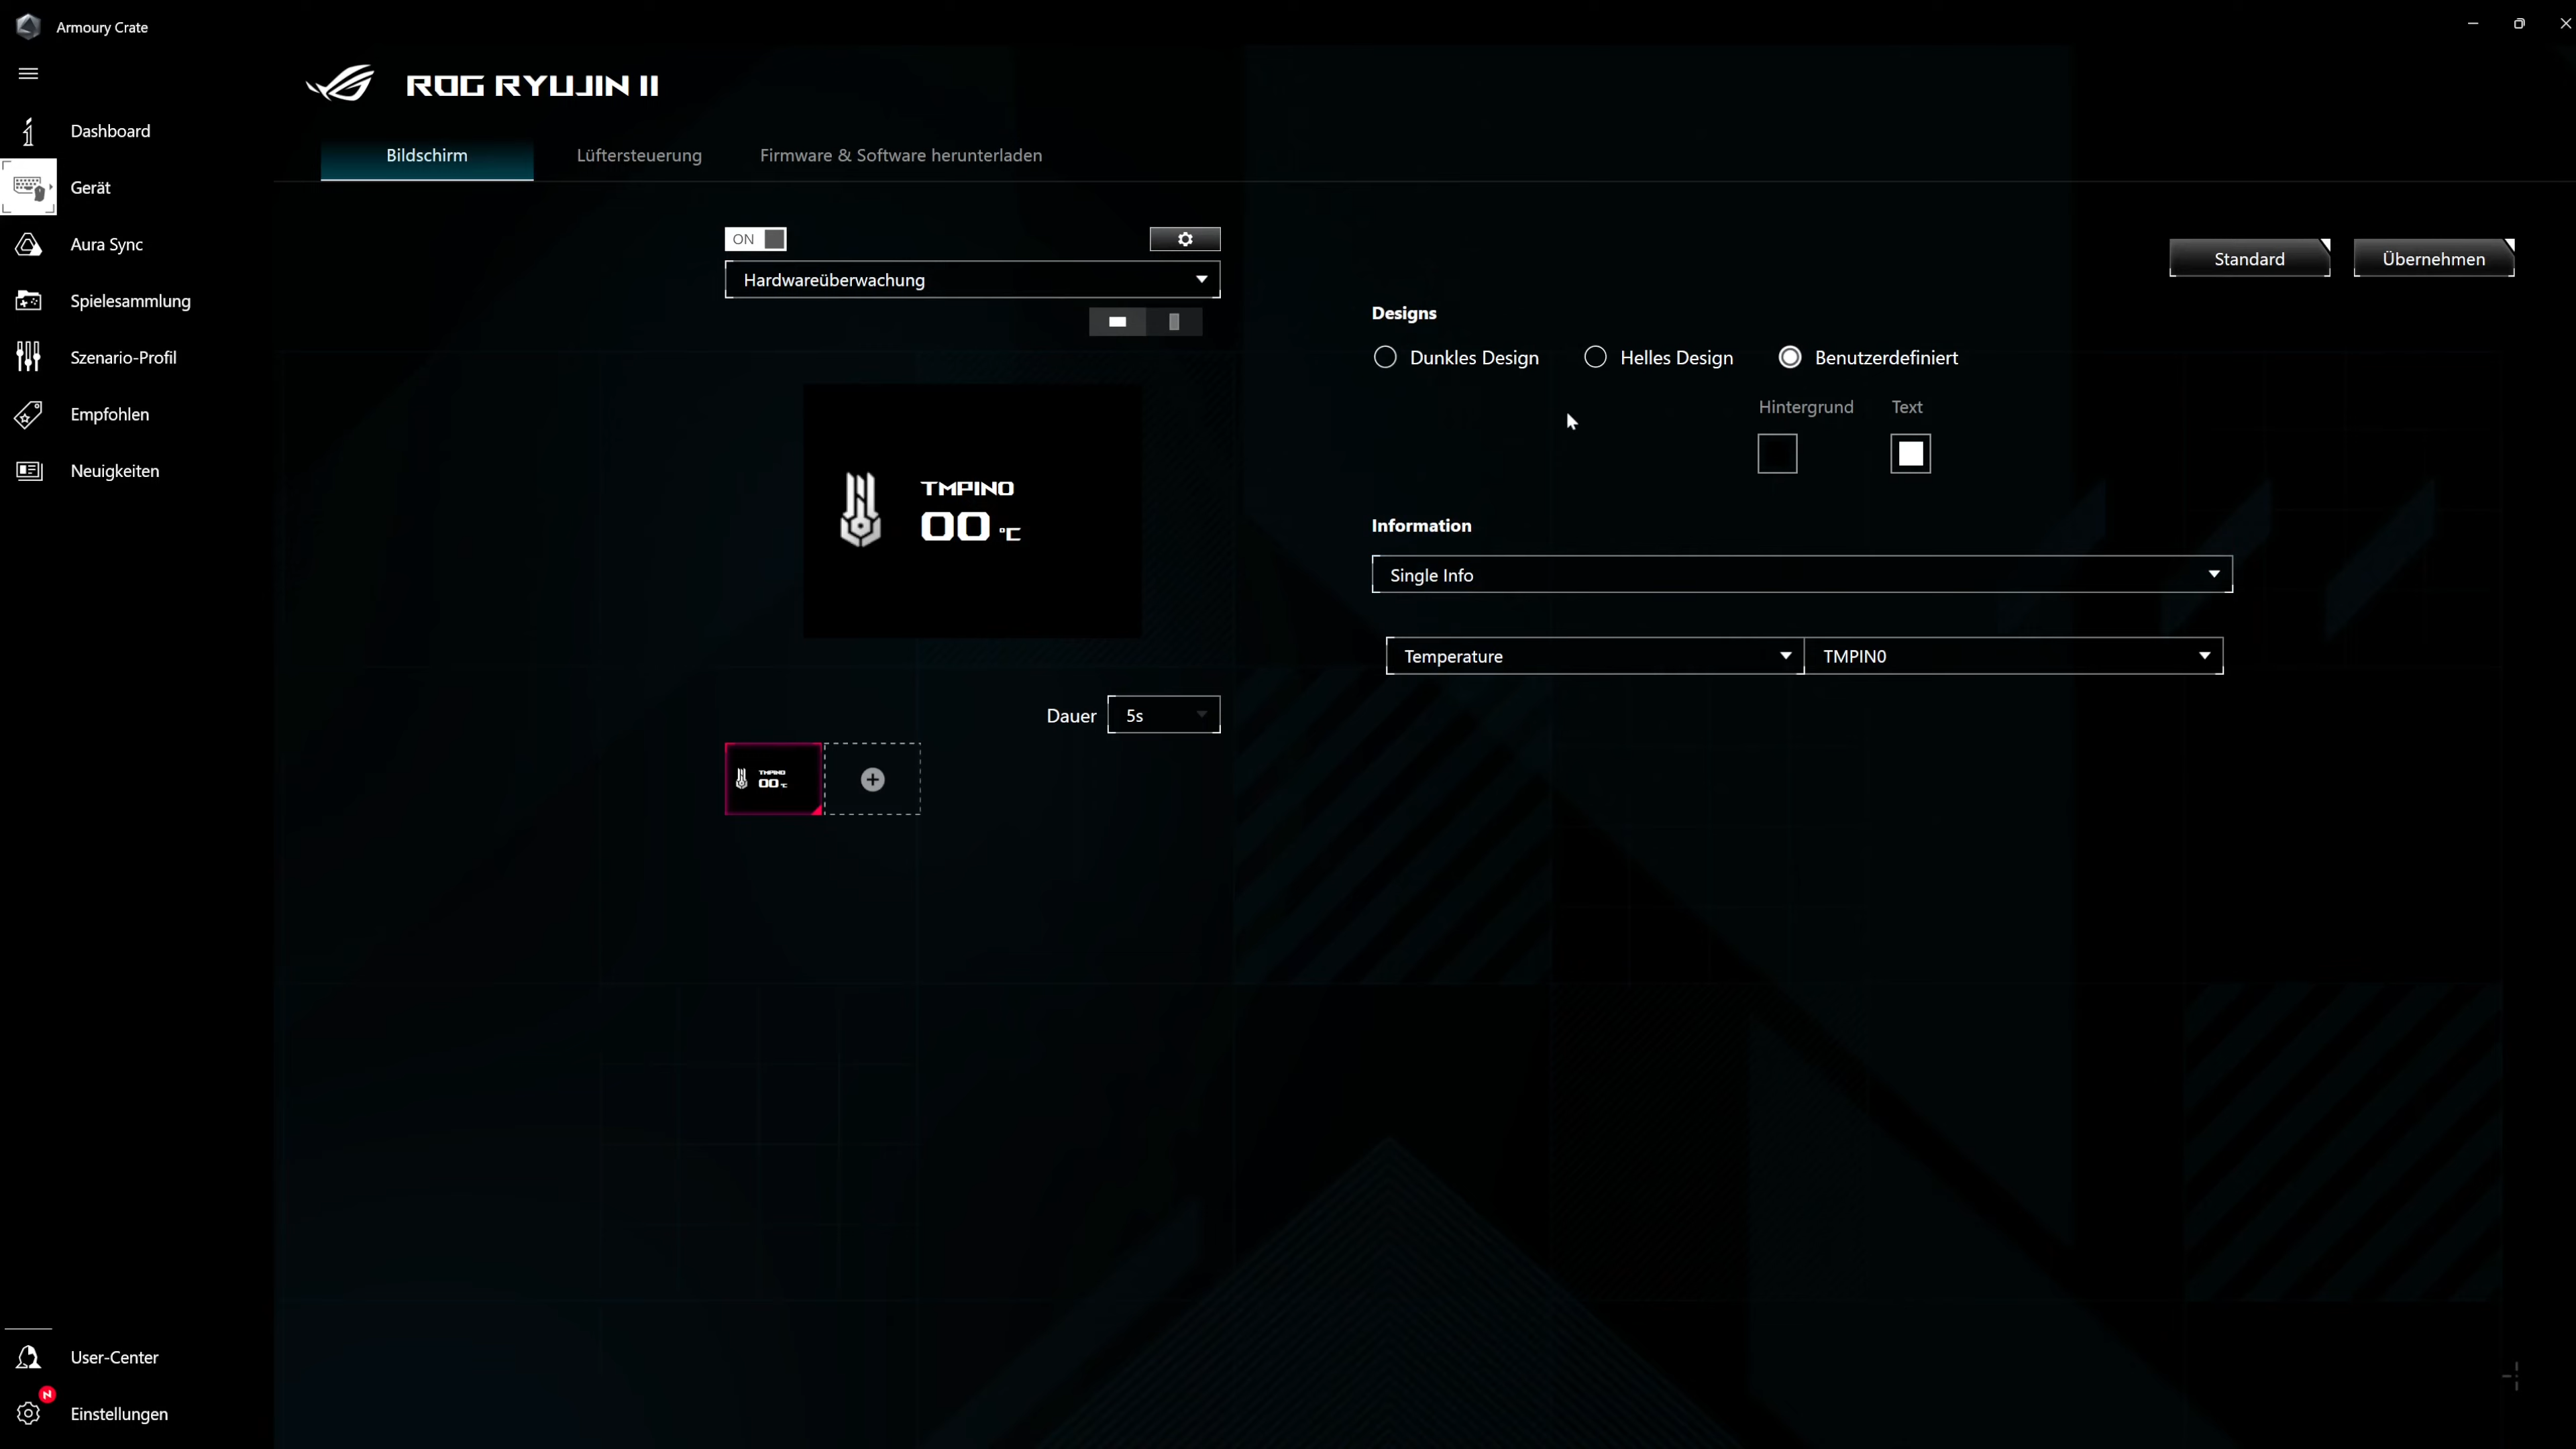 Armoury Crate
ROG RYUJIN II
Dashboard
Gerät
Aura Sync
Spielesammlung
Szenario-Profil
Empfohlen
Neuigkeiten
Bildschirm
Lüftersteuerung
Firmware & Software herunterladen
ON
Hardwareüberwachung
Standard
Übernehmen
Designs
Dunkles Design
Helles Design
Benutzerdefiniert
Hintergrund
Text
TMPIN0
00 °C
Information
Single Info
Temperature
TMPIN0
Dauer
5s
TMPIN0
00 °C
User-Center
N
Einstellungen